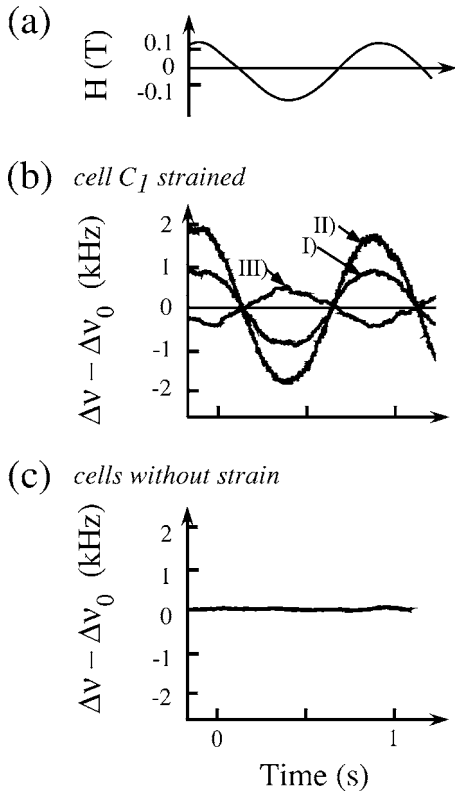 (a)
H (T)
0.1
0
-0.1
(b) cell C1 strained
Δν − Δν0 (kHz)
2
1
0
-1
-2
II)
I)
III)
(c) cells without strain
Δν − Δν0 (kHz)
2
1
0
-1
-2
0 1
Time (s)